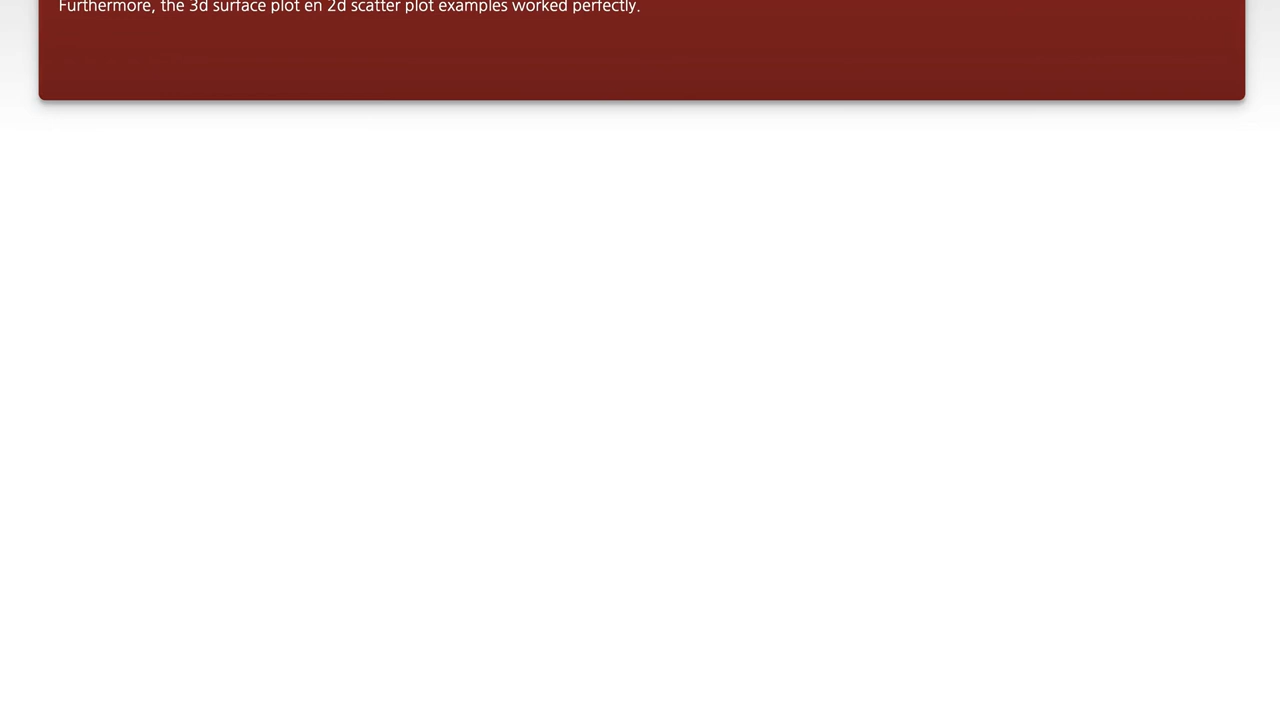 Furthermore, the 3d surface plot en 2d scatter plot examples worked perfectly.